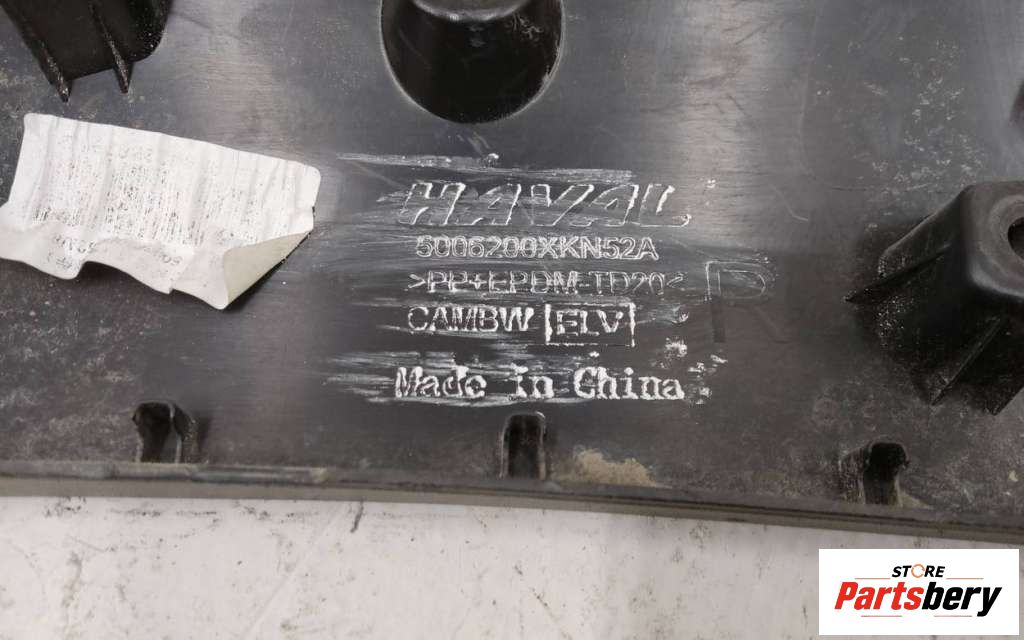 HAVAL
5006200XKN52A
>PP+EPDM-TD20<
R
CAMBW ELV
Made in China
STORE
Partsbery